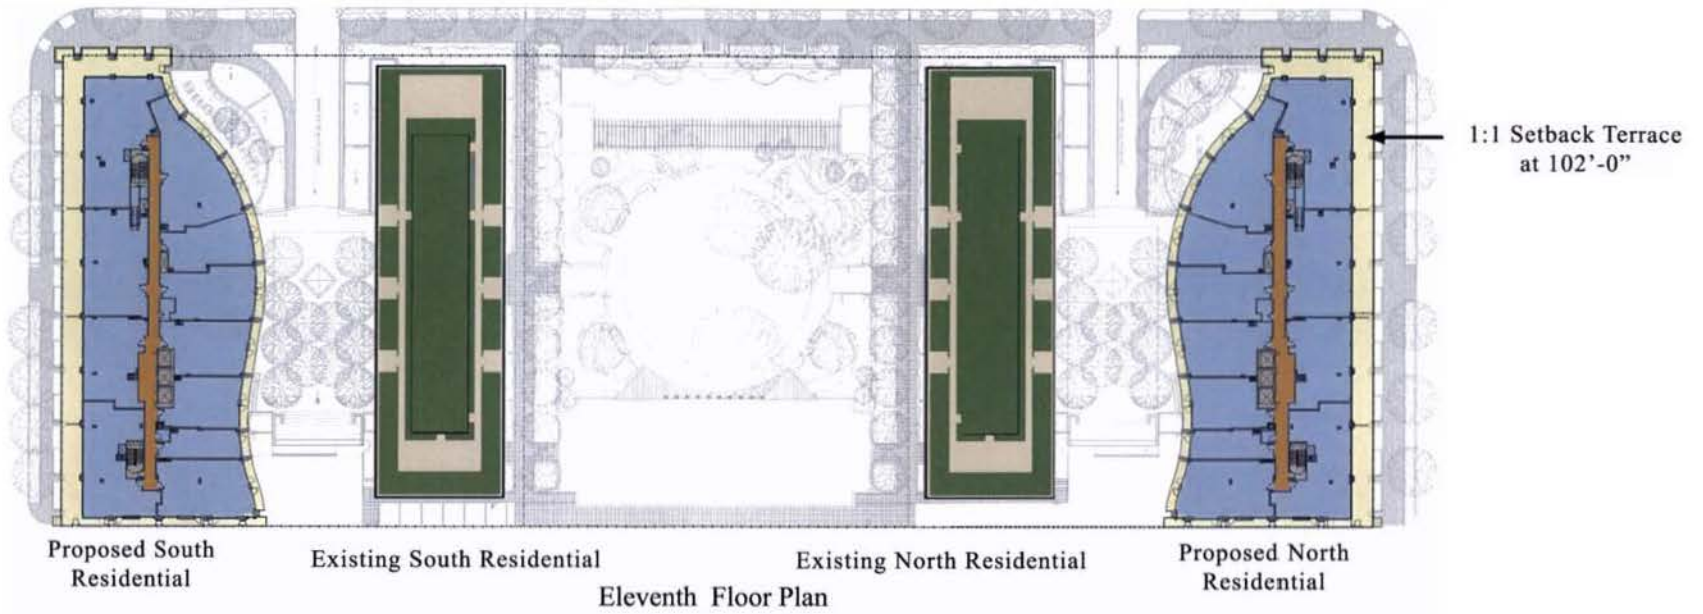 1:1 Setback Terrace
at 102'-0”
Proposed South
Residential
Existing South Residential
Existing North Residential
Proposed North
Residential
Eleventh Floor Plan